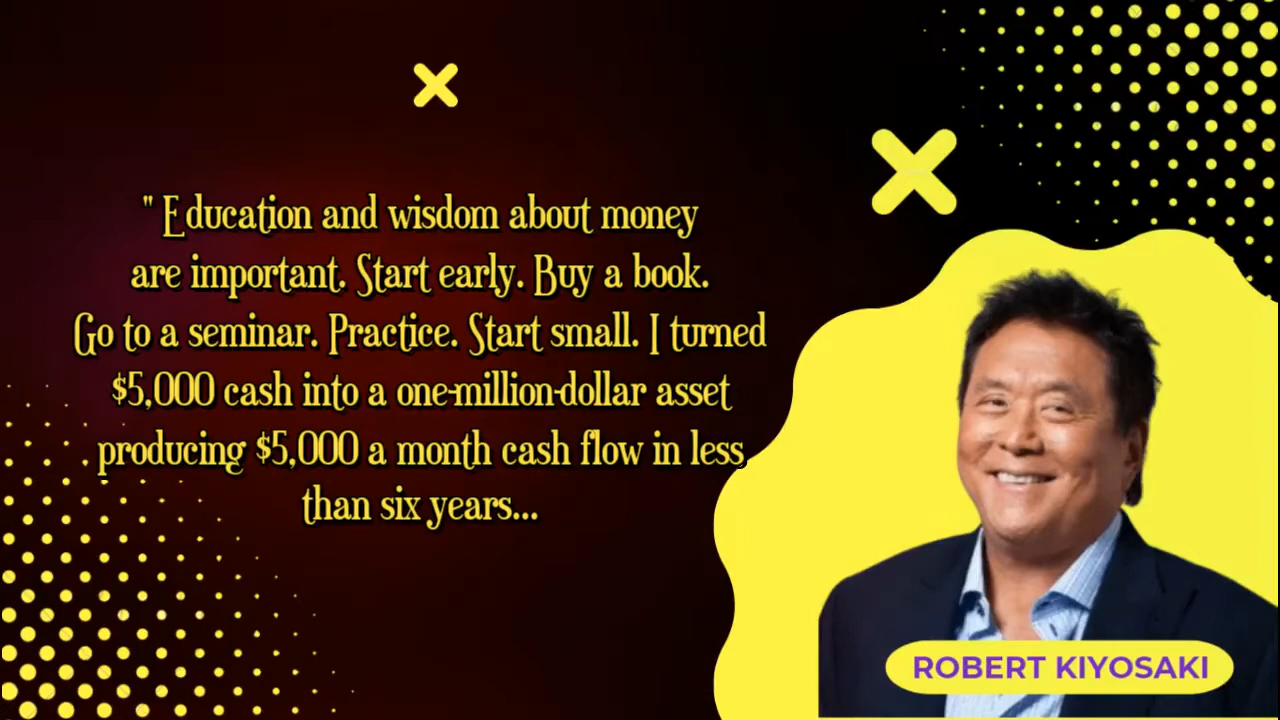 " Education and wisdom about money
are important. Start early. Buy a book.
Go to a seminar. Practice. Start small. I turned
$5,000 cash into a one-million-dollar asset
producing $5,000 a month cash flow in less
than six years...
ROBERT KIYOSAKI